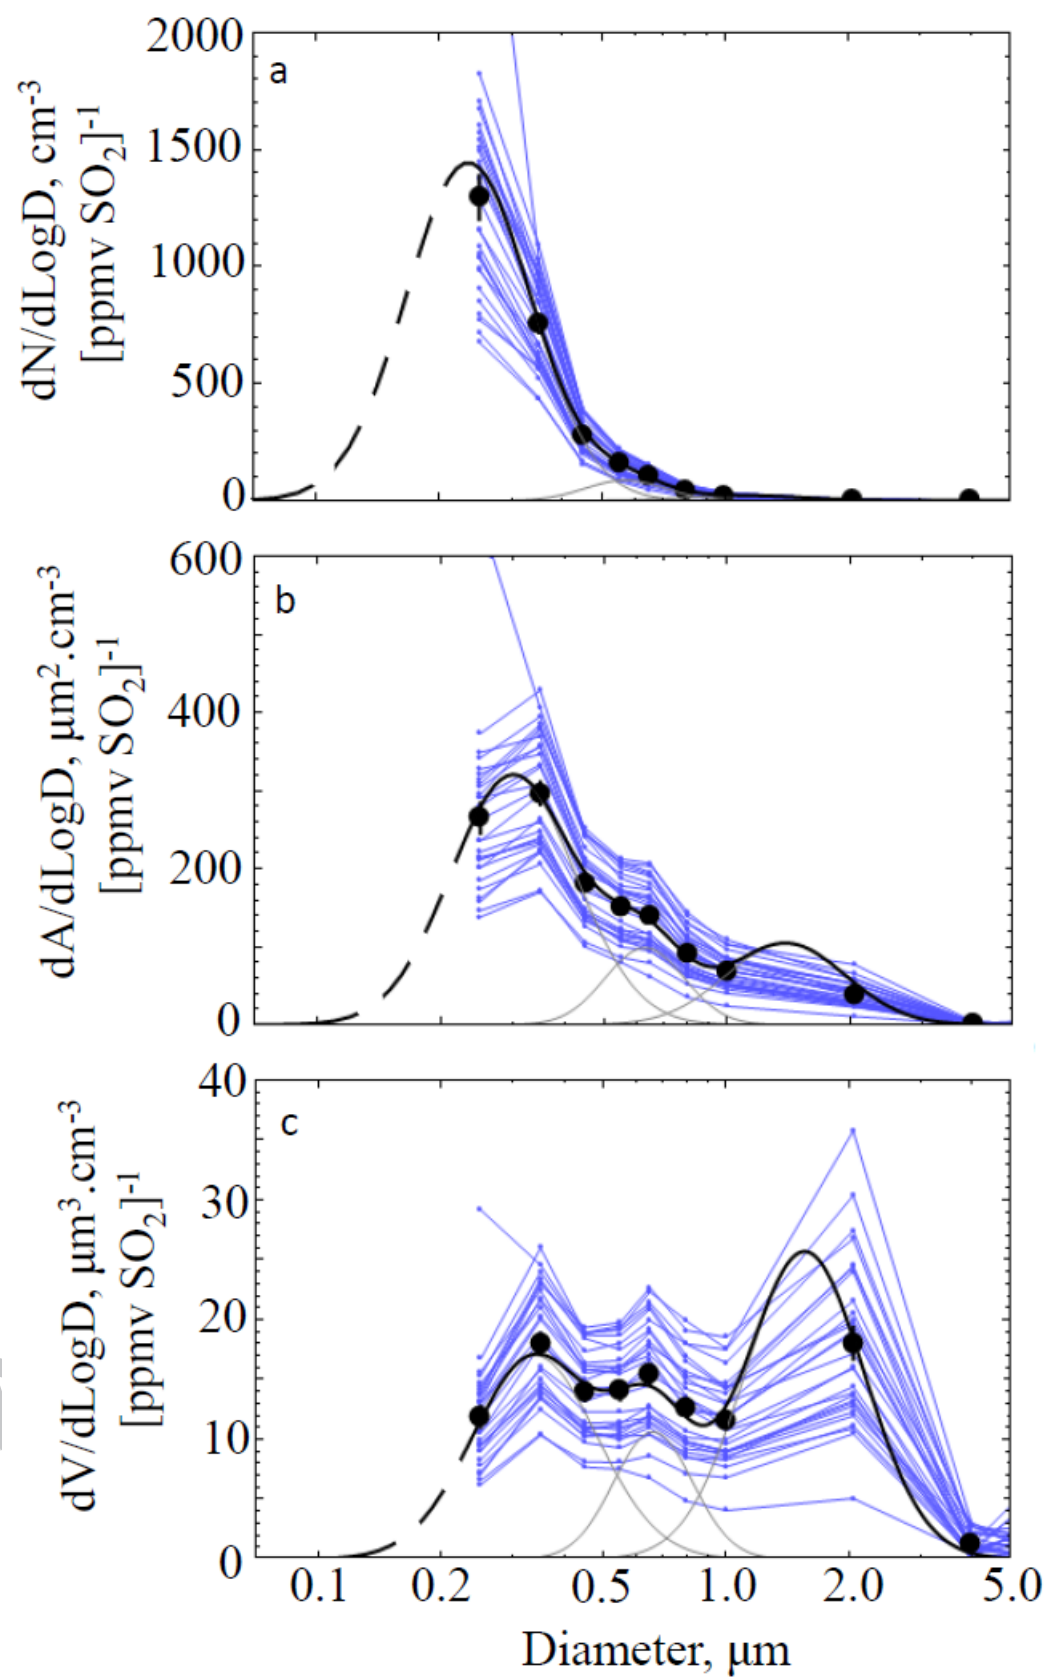 2000
a
1500
1000
500
0
dN/dLogD, cm⁻³
[ppmv SO₂]⁻¹
600
b
400
200
0
dA/dLogD, μm².cm⁻³
[ppmv SO₂]⁻¹
40
c
30
20
10
0
dV/dLogD, μm³.cm⁻³
[ppmv SO₂]⁻¹
0.1 0.2 0.5 1.0 2.0 5.0
Diameter, μm